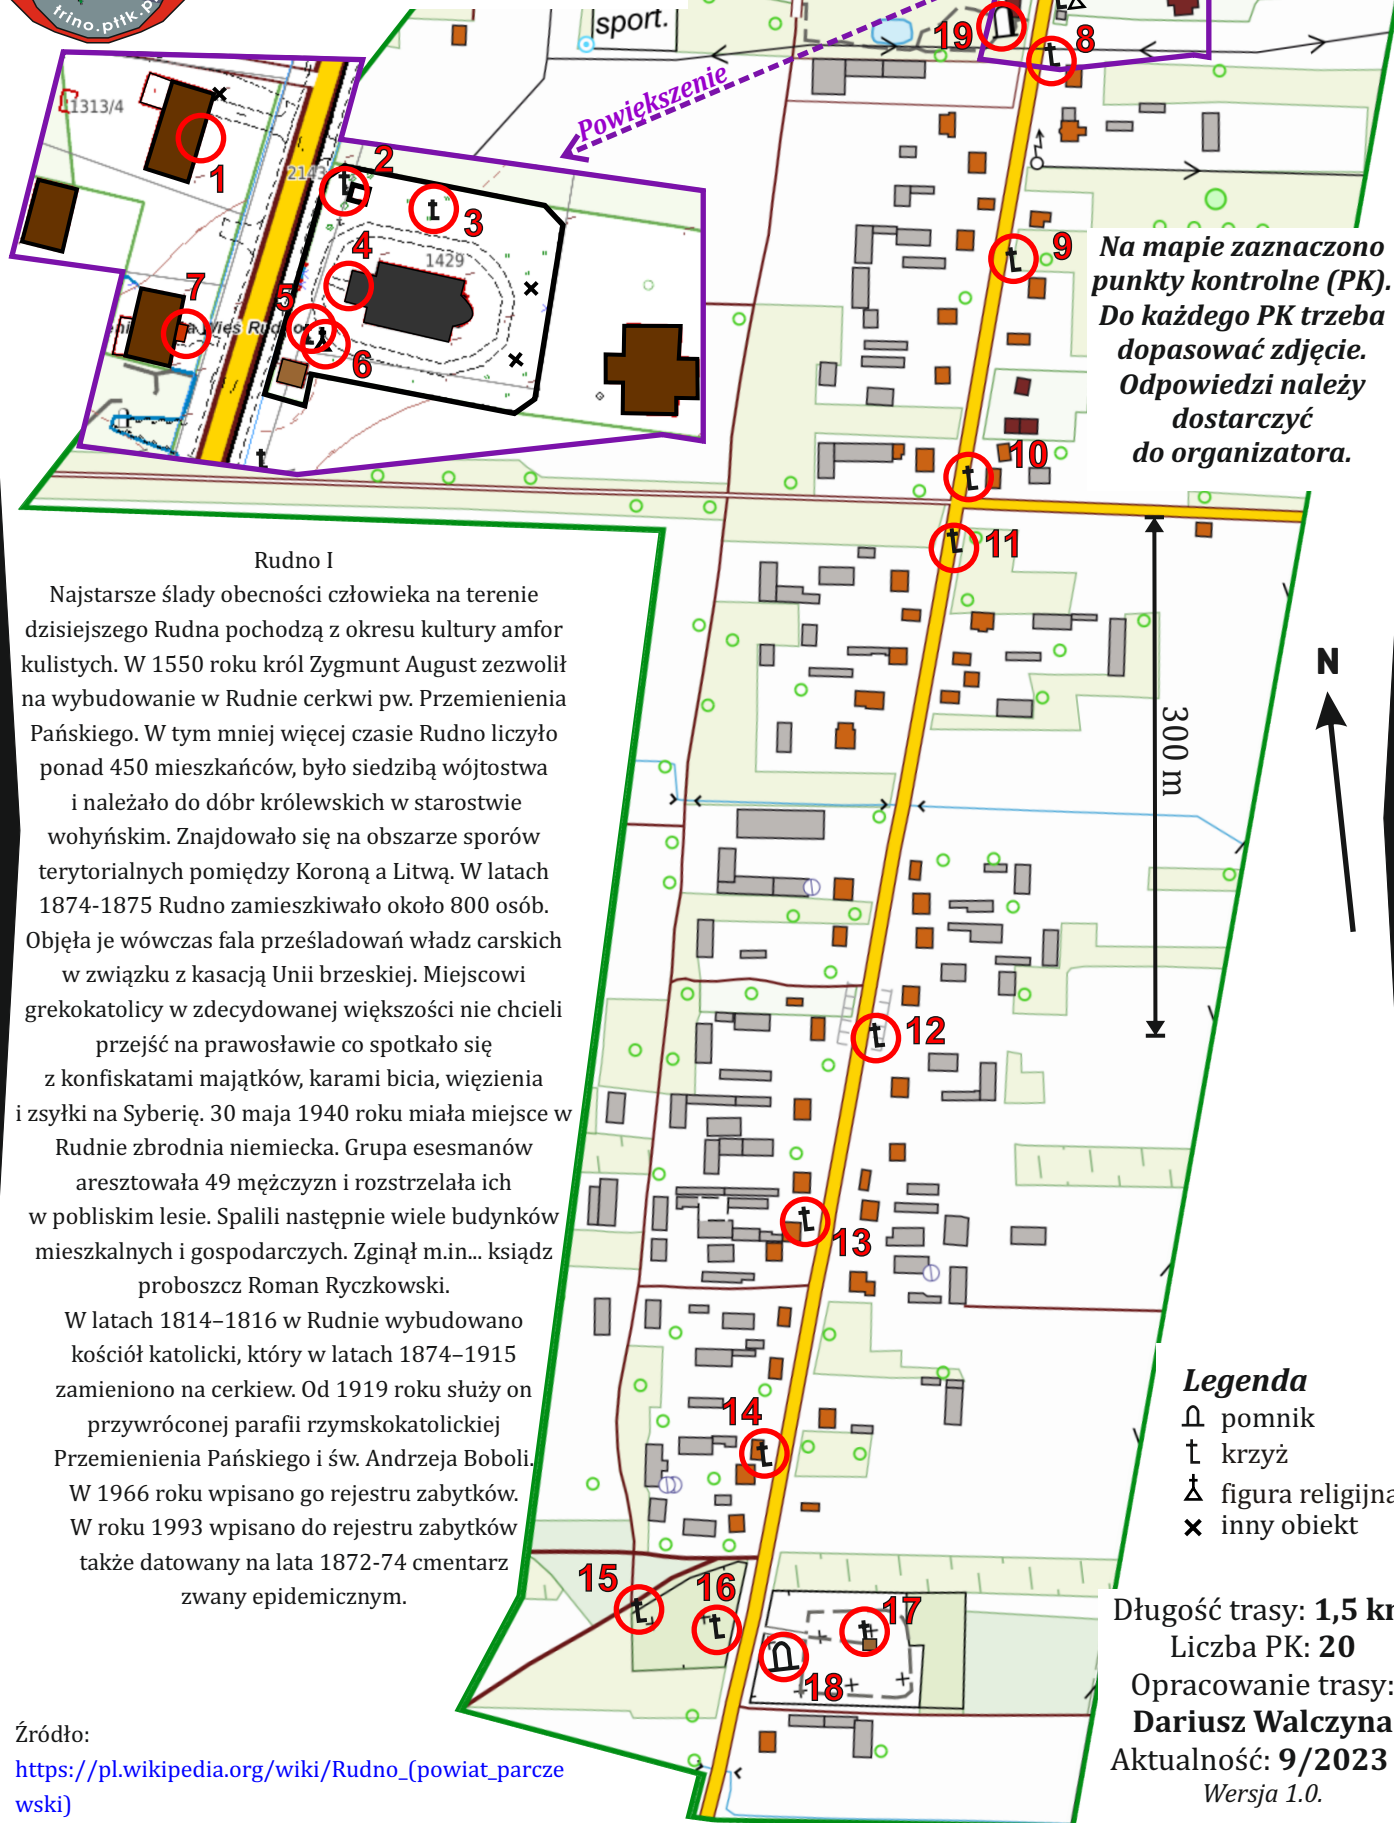 trino.pttk.p
sport.
19
8
Powiększenie
1313/4
1
2143
2
3
4
1429
5
6
7
Wieś Rud
9
Na mapie zaznaczono
punkty kontrolne (PK).
Do każdego PK trzeba
dopasować zdjęcie.
Odpowiedzi należy
dostarczyć
do organizatora.
10
11
Rudno I
Najstarsze ślady obecności człowieka na terenie
dzisiejszego Rudna pochodzą z okresu kultury amfor
kulistych. W 1550 roku król Zygmunt August zezwolił
na wybudowanie w Rudnie cerkwi pw. Przemienienia
Pańskiego. W tym mniej więcej czasie Rudno liczyło
ponad 450 mieszkańców, było siedzibą wójtostwa
i należało do dóbr królewskich w starostwie
wohyńskim. Znajdowało się na obszarze sporów
terytorialnych pomiędzy Koroną a Litwą. W latach
1874-1875 Rudno zamieszkiwało około 800 osób.
Objęła je wówczas fala prześladowań władz carskich
w związku z kasacją Unii brzeskiej. Miejscowi
grekokatolicy w zdecydowanej większości nie chcieli
przejść na prawosławie co spotkało się
z konfiskatami majątków, karami bicia, więzienia
i zsyłki na Syberię. 30 maja 1940 roku miała miejsce w
Rudnie zbrodnia niemiecka. Grupa esesmanów
aresztowała 49 mężczyzn i rozstrzelała ich
w pobliskim lesie. Spalili następnie wiele budynków
mieszkalnych i gospodarczych. Zginął m.in... ksiądz
proboszcz Roman Ryczkowski.
W latach 1814–1816 w Rudnie wybudowano
kościół katolicki, który w latach 1874–1915
zamieniono na cerkiew. Od 1919 roku służy on
przywróconej parafii rzymskokatolickiej
Przemienienia Pańskiego i św. Andrzeja Boboli.
W 1966 roku wpisano go rejestru zabytków.
W roku 1993 wpisano do rejestru zabytków
także datowany na lata 1872-74 cmentarz
zwany epidemicznym.
N
300 m
12
13
14
15
16
17
18
Legenda
pomnik
krzyż
figura religijna
inny obiekt
Długość trasy: 1,5 km
Liczba PK: 20
Opracowanie trasy:
Dariusz Walczyna
Aktualność: 9/2023
Wersja 1.0.
Źródło:
https://pl.wikipedia.org/wiki/Rudno_(powiat_parcze
wski)